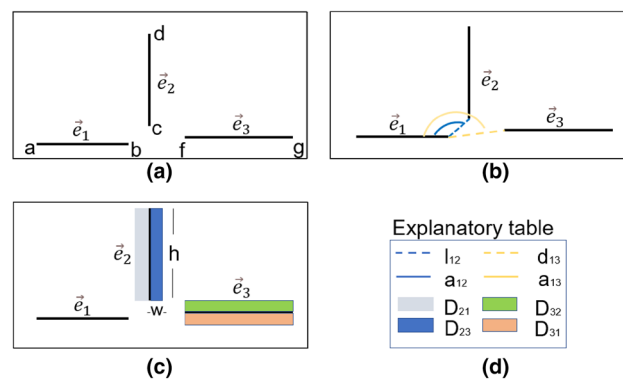 d
e⃗₂
c
e⃗₁
e⃗₃
a b f g
(a)
e⃗₂
e⃗₁
e⃗₃
(b)
e⃗₂ h
e⃗₃
e⃗₁
-w-
(c)
Explanatory table
l₁₂ d₁₃
a₁₂ a₁₃
D₂₁ D₃₂
D₂₃ D₃₁
(d)